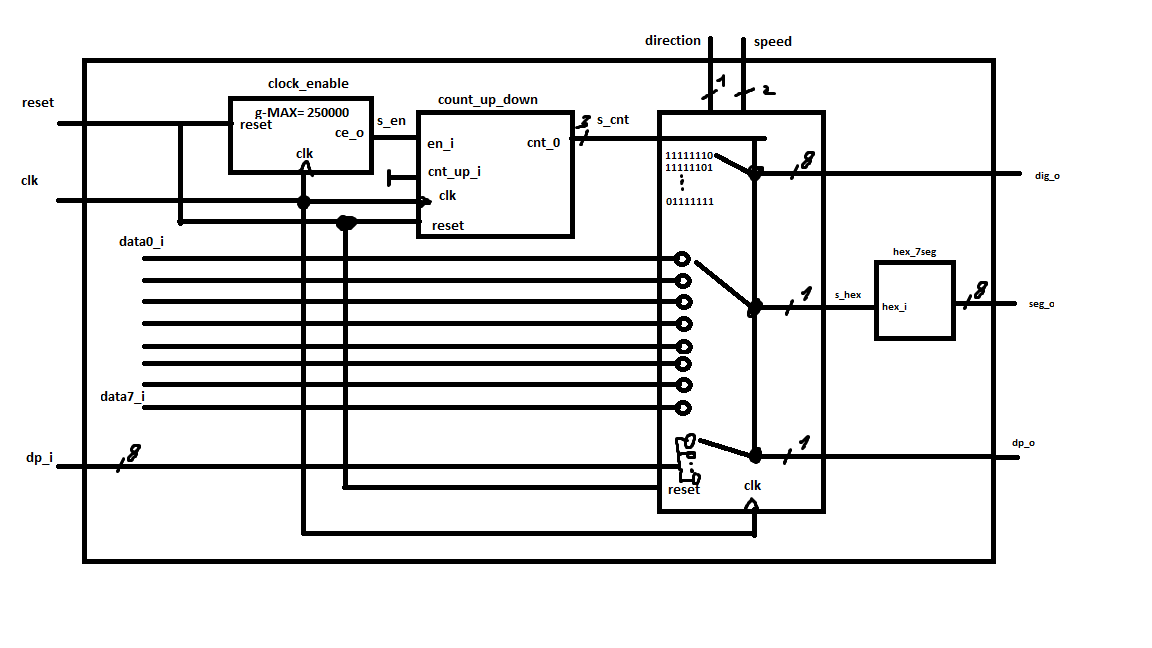 direction
speed
1
2
clock_enable
g-MAX= 250000
reset
ce_o
clk
s_en
count_up_down
en_i
cnt_0
cnt_up_i
clk
reset
3
s_cnt
reset
clk
11111110
11111101
01111111
8
dig_o
data0_i
data7_i
1
s_hex
hex_7seg
hex_i
8
seg_o
dp_i
8
reset
clk
1
dp_o